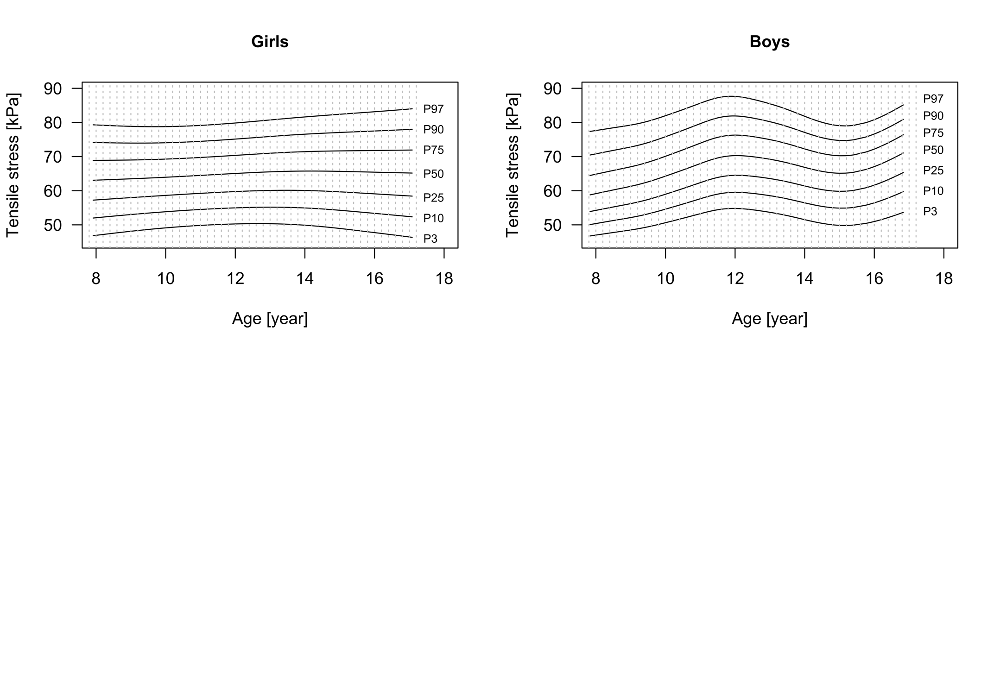 Girls
Tensile stress [kPa]
90
80
70
60
50
P97
P90
P75
P50
P25
P10
P3
8 10 12 14 16 18
Age [year]
Boys
Tensile stress [kPa]
90
80
70
60
50
P97
P90
P75
P50
P25
P10
P3
8 10 12 14 16 18
Age [year]